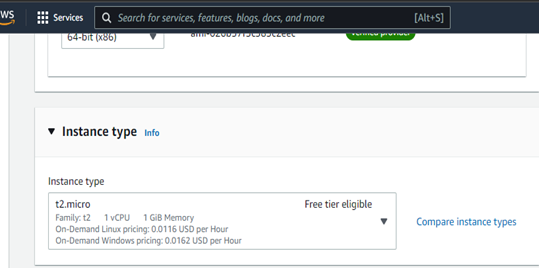 WS
Services
Search for services, features, blogs, docs, and more
[Alt+S]
64-bit (x86)
Verified provider
Instance type Info
Instance type
t2.micro
Free tier eligible
Family: t2 1 vCPU 1 GiB Memory
On-Demand Linux pricing: 0.0116 USD per Hour
On-Demand Windows pricing: 0.0162 USD per Hour
Compare instance types